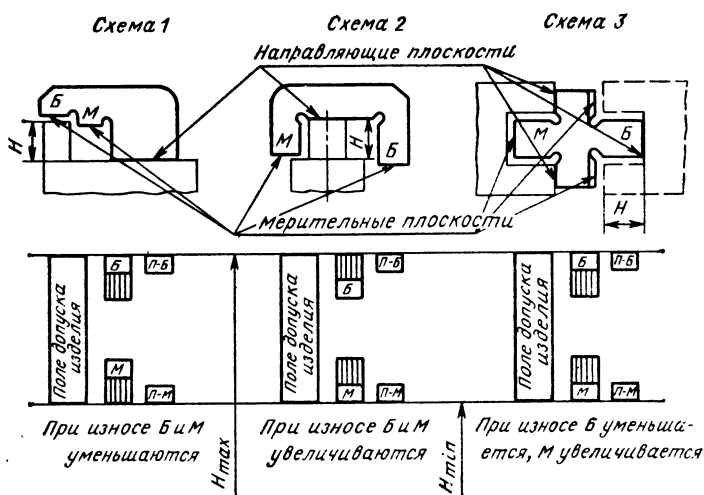 Схема 1
Схема 2
Схема 3
Направляющие плоскости
Б
М
Н
М
Н
Б
М
Б
Н
Мерительные плоскости
Поле допуска изделия
Б
П-Б
М
П-М
Поле допуска изделия
Б
П-Б
М
П-М
Поле допуска изделия
Б
П-Б
М
П-М
При износе Б и М
уменьшаются
Hmax
При износе Б и М
увеличиваются
Hmin
При износе Б уменьша-
ется, М увеличивается